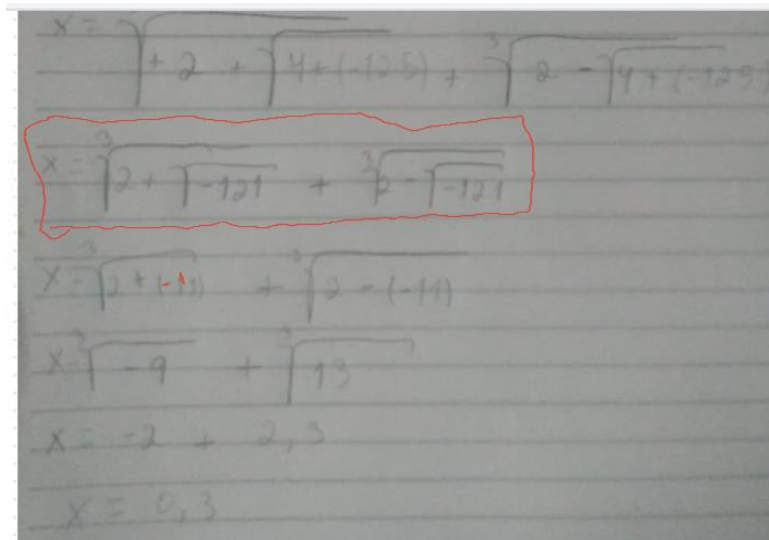 x = √(+2 + √(4+(-125))) + ∛(2 - √(4+(-125)))
x = ∛(2 + √(-121)) + ∛(2 - √(-121))
x = ∛(2 + (-11)) + ∛(2 - (-11))
x = ∛(-9) + ∛(13)
x = -2 + 2,3
x = 0,3